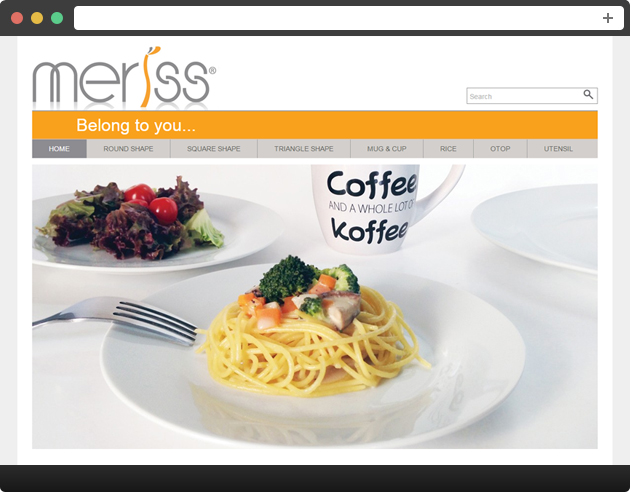 meriss®
Search
Belong to you...
HOME ROUND SHAPE SQUARE SHAPE TRIANGLE SHAPE MUG & CUP RICE OTOP UTENSIL
Coffee
AND A WHOLE LOT OF
Koffee